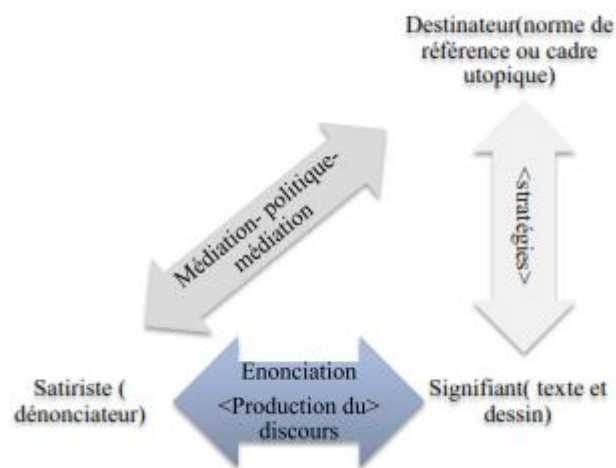 Destinateur(norme de
référence ou cadre
utopique)
Médiation- politique-
médiation
<stratégies>
Satiriste (
dénonciateur)
Enonciation
<Production du>
discours
Signifiant( texte et
dessin)